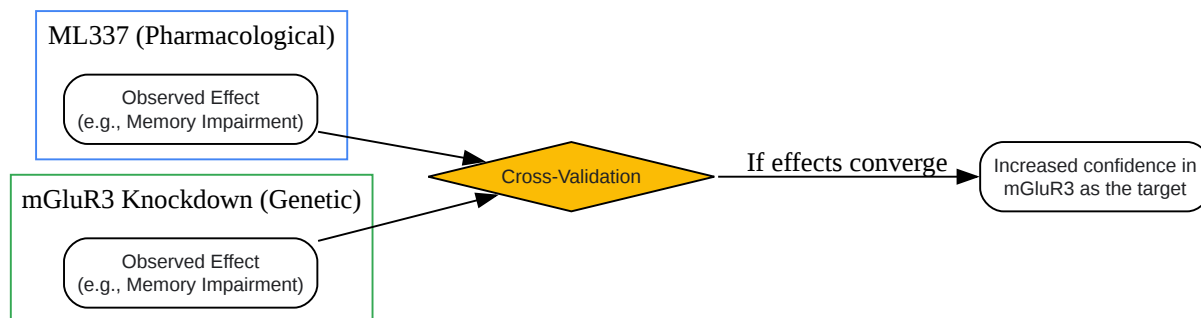 ML337 (Pharmacological)
Observed Effect
(e.g., Memory Impairment)
mGluR3 Knockdown (Genetic)
Observed Effect
(e.g., Memory Impairment)
Cross-Validation
If effects converge
Increased confidence in
mGluR3 as the target